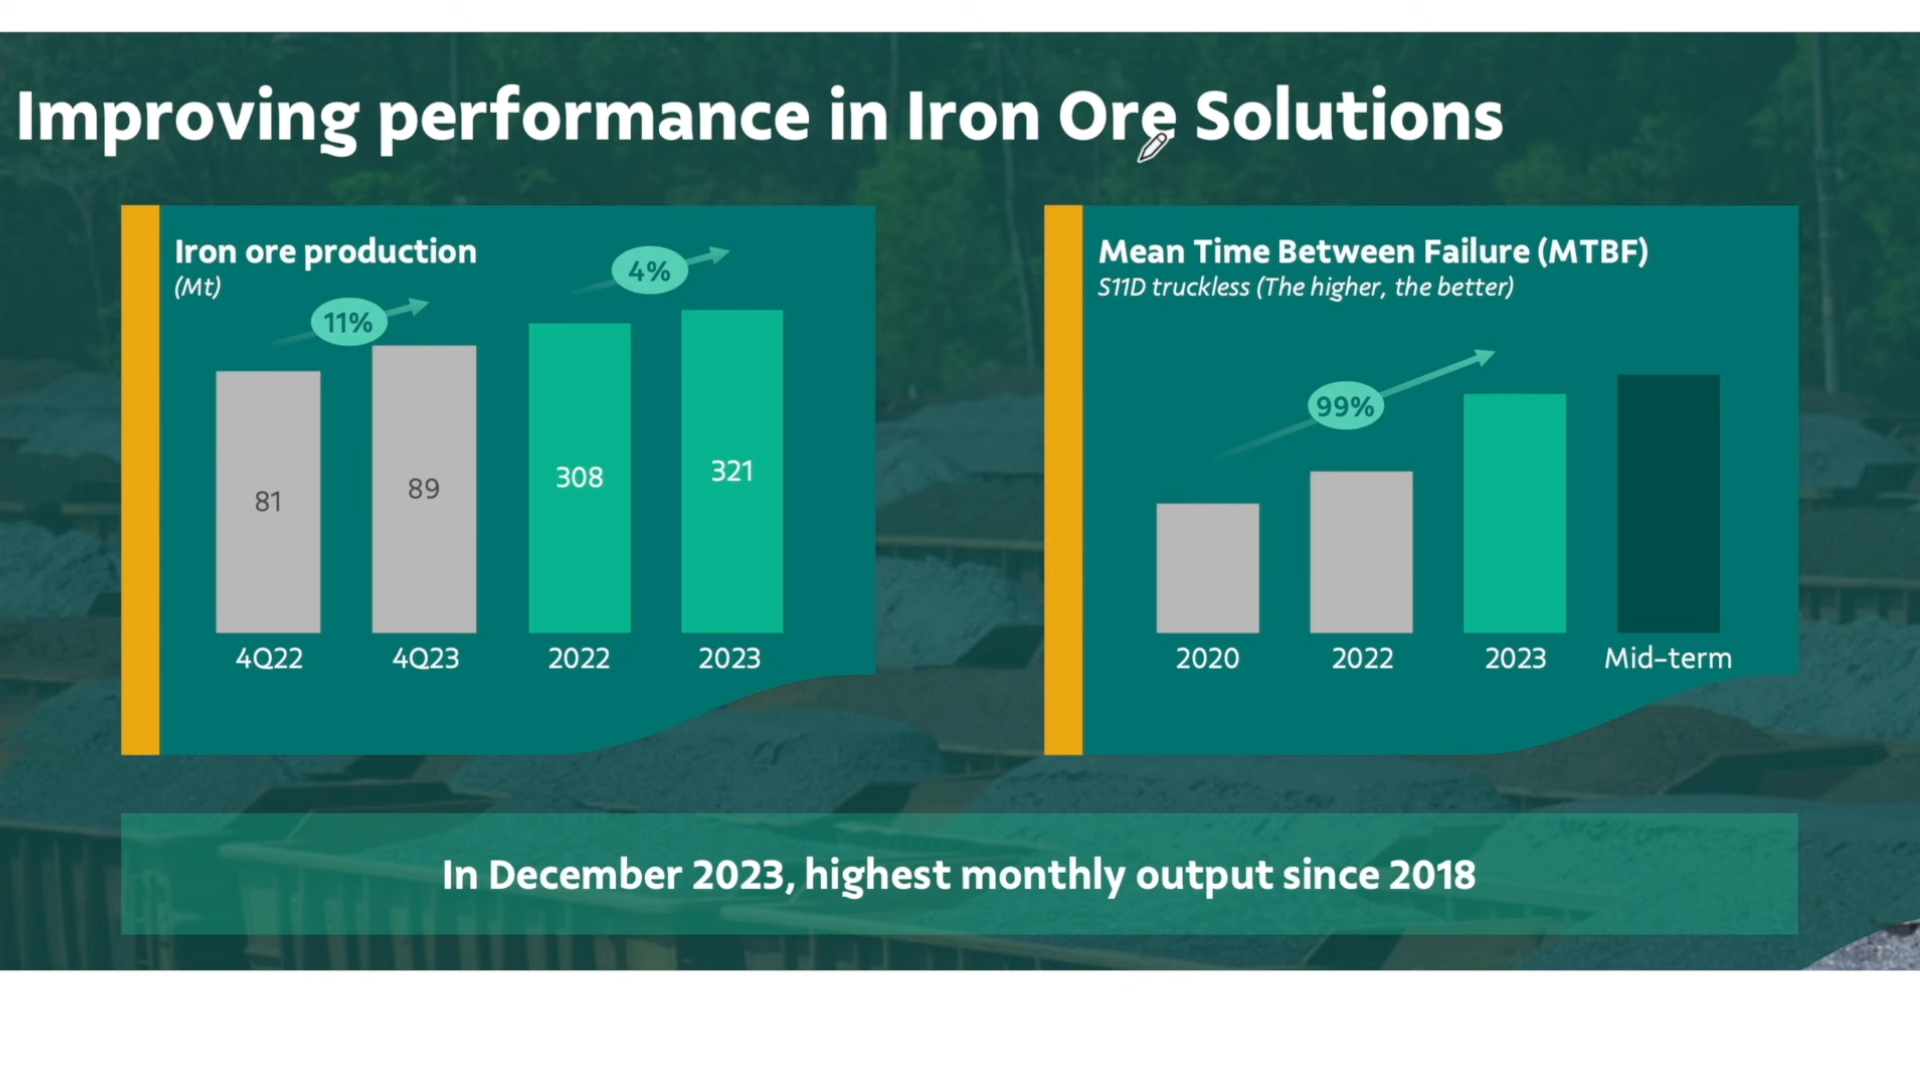 Improving performance in Iron Ore Solutions
Iron ore production
(Mt)
11%
4%
81
89
308
321
4Q22
4Q23
2022
2023
Mean Time Between Failure (MTBF)
S11D truckless (The higher, the better)
99%
2020
2022
2023
Mid-term
In December 2023, highest monthly output since 2018